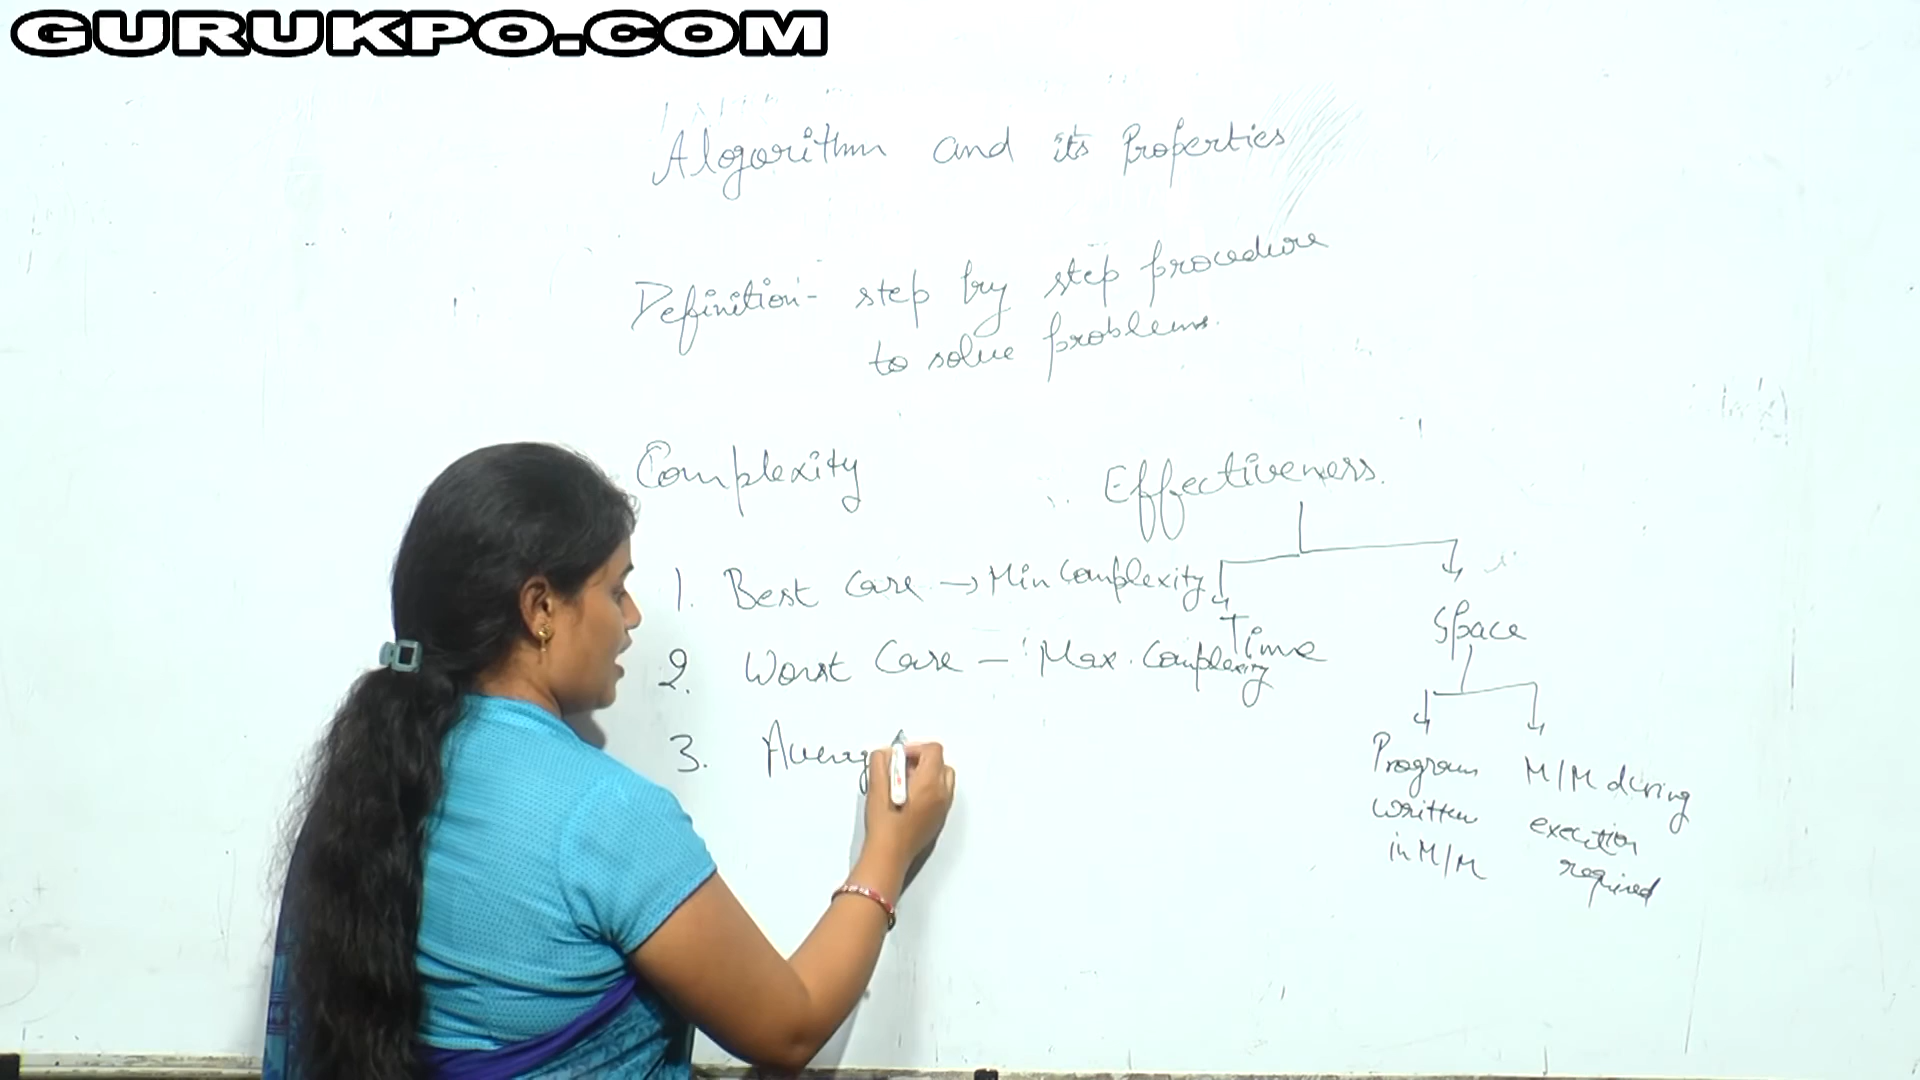 GURUKPO.COM
Algorithm and its Properties
Definition - step by step procedure
to solve problems.
Complexity
1. Best Case → Min Complexity
2. Worst Case - Max. Complexity
3. Averag
Effectiveness.
Time
Space
Program
written
in M/M
M/M during
execution
required